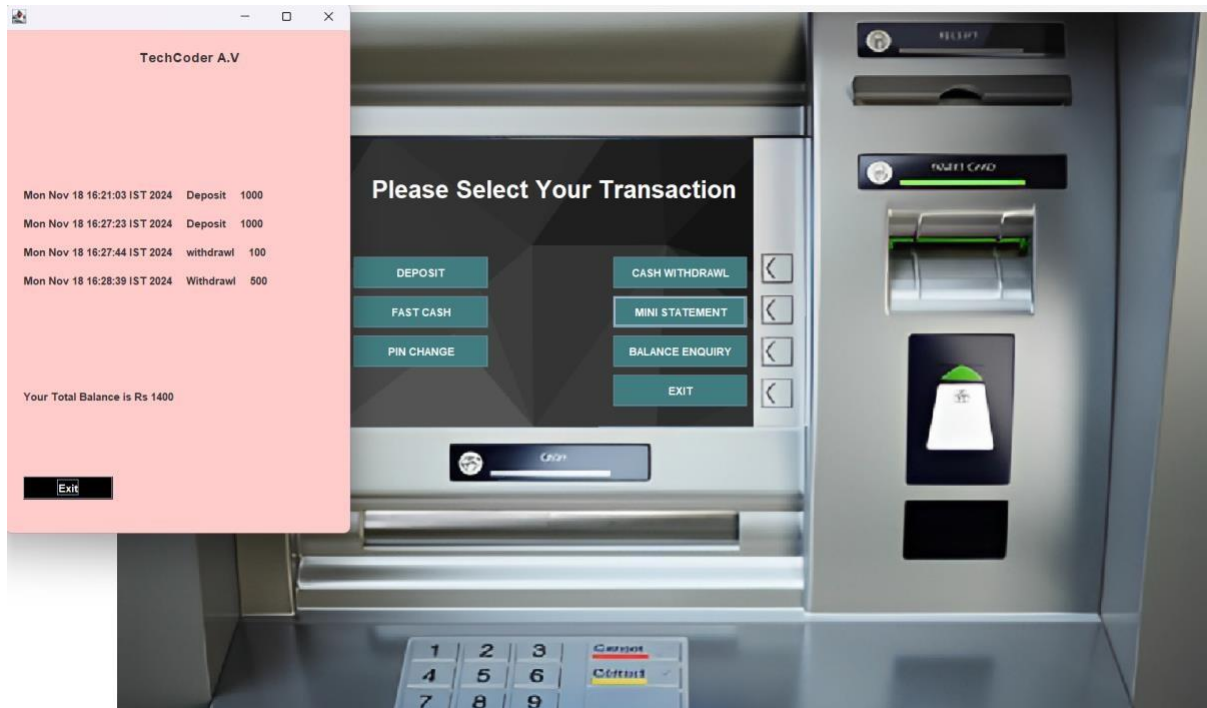 TechCoder A.V
Mon Nov 18 16:21:03 IST 2024 Deposit 1000
Mon Nov 18 16:27:23 IST 2024 Deposit 1000
Mon Nov 18 16:27:44 IST 2024 withdrawl 100
Mon Nov 18 16:28:39 IST 2024 Withdrawl 500
Your Total Balance is Rs 1400
Exit
Please Select Your Transaction
DEPOSIT
CASH WITHDRAWL
FAST CASH
MINI STATEMENT
PIN CHANGE
BALANCE ENQUIRY
EXIT
1 2 3
4 5 6
7 8 9